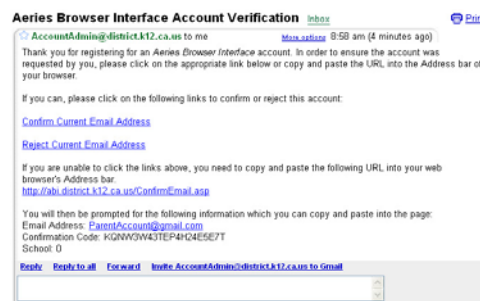 Aeries Browser Interface Account Verification Inbox
AccountAdmin@district.k12.ca.us to me More options 8:58 am (4 minutes ago)
Thank you for registering for an Aeries Browser Interface account. In order to ensure the account was
requested by you, please click on the appropriate link below or copy and paste the URL into the Address bar of
your browser.
If you can, please click on the following links to confirm or reject this account:
Confirm Current Email Address
Reject Current Email Address
If you are unable to click the links above, you need to copy and paste the following URL into your web
browser's Address bar.
http://abi.district.k12.ca.us/ConfirmEmail.asp
You will then be prompted for the following information which you can copy and paste into the page:
Email Address: ParentAccount@gmail.com
Confirmation Code: KQNW3W43TEP4H24E5E7T
School: 0
Reply Reply to all Forward Invite AccountAdmin@district.k12.ca.us to Gmail